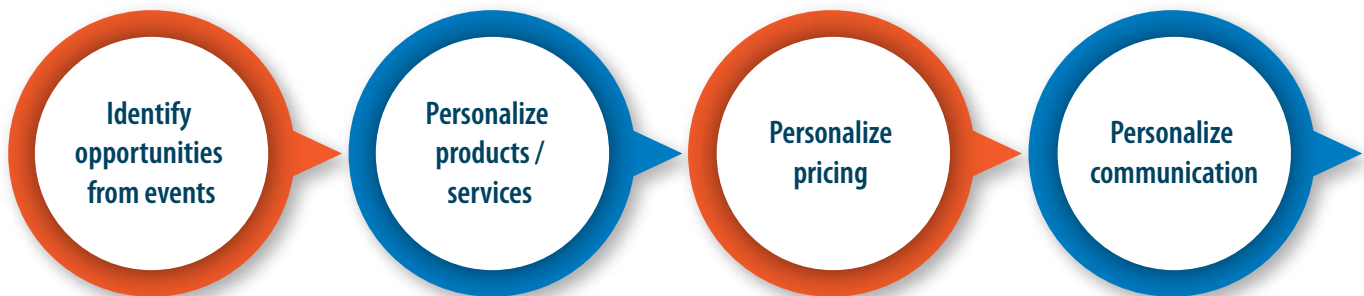 Identify
opportunities
from events
Personalize
products /
services
Personalize
pricing
Personalize
communication